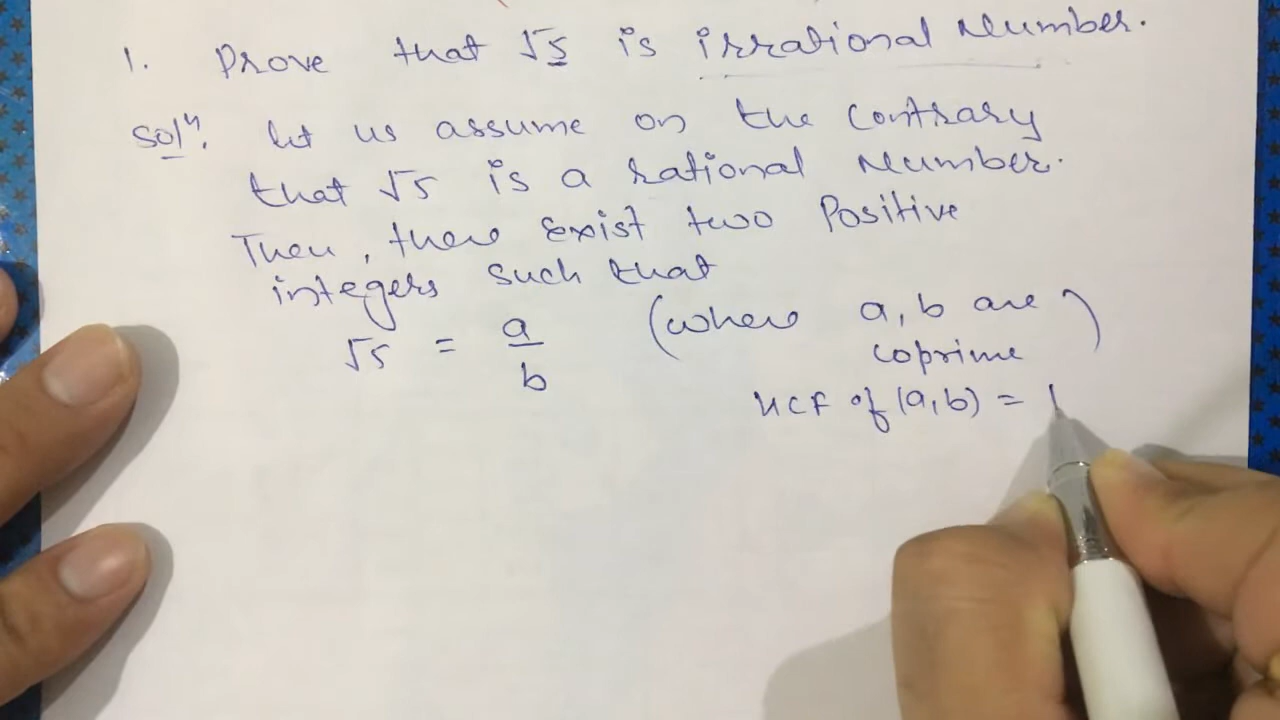 1. Prove that √5 is irrational Number.
Solⁿ: let us assume on the contrary
that √5 is a rational Number.
Then, there exist two Positive
integers such that
√5 = a/b (where a, b are
coprime)
HCF of (a, b) = 1